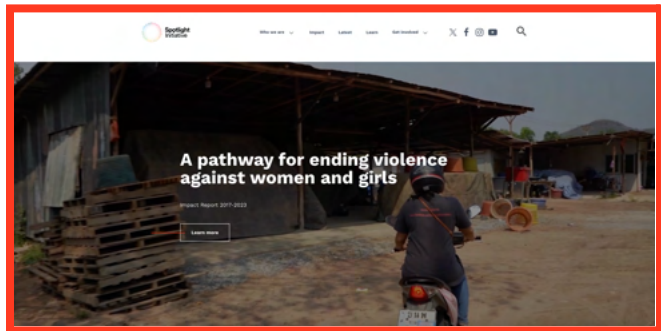 Spotlight
Initiative
Who we are
Impact
Latest
Learn
Get involved
A pathway for ending violence
against women and girls
Impact Report 2017-2023
Learn more